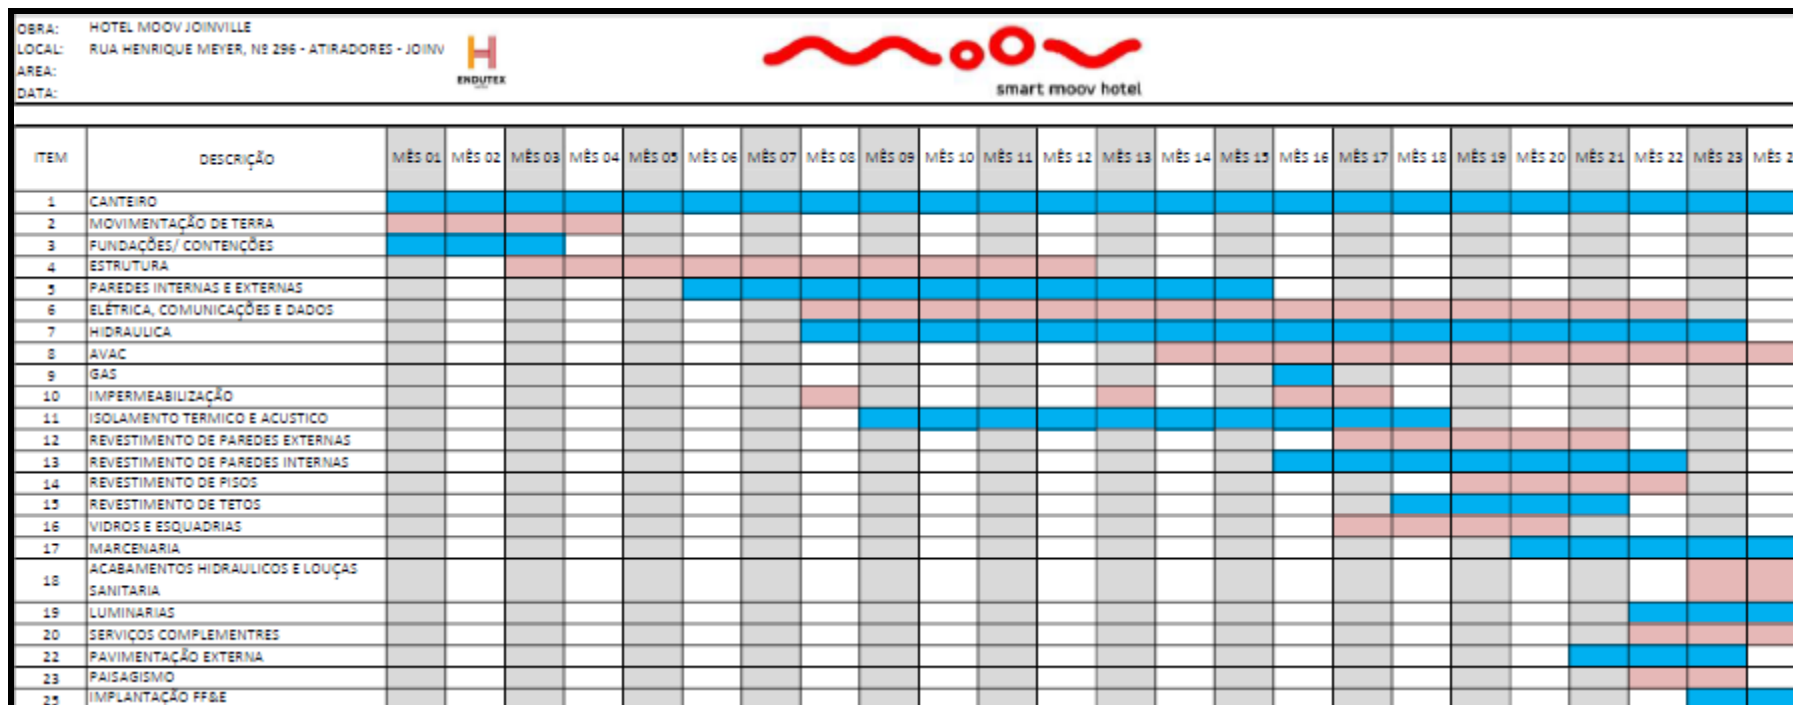 OBRA: HOTEL MOOV JOINVILLE
LOCAL: RUA HENRIQUE MEYER, Nº 296 - ATIRADORES - JOINV
AREA:
DATA:
ENDUTEX
moov
smart moov hotel
ITEM DESCRIÇÃO MÊS 01 MÊS 02 MÊS 03 MÊS 04 MÊS 05 MÊS 06 MÊS 07 MÊS 08 MÊS 09 MÊS 10 MÊS 11 MÊS 12 MÊS 13 MÊS 14 MÊS 15 MÊS 16 MÊS 17 MÊS 18 MÊS 19 MÊS 20 MÊS 21 MÊS 22 MÊS 23 MÊS 2
1 CANTEIRO
2 MOVIMENTAÇÃO DE TERRA
3 FUNDAÇÕES/ CONTENÇÕES
4 ESTRUTURA
5 PAREDES INTERNAS E EXTERNAS
6 ELÉTRICA, COMUNICAÇÕES E DADOS
7 HIDRAULICA
8 AVAC
9 GAS
10 IMPERMEABILIZAÇÃO
11 ISOLAMENTO TERMICO E ACUSTICO
12 REVESTIMENTO DE PAREDES EXTERNAS
13 REVESTIMENTO DE PAREDES INTERNAS
14 REVESTIMENTO DE PISOS
15 REVESTIMENTO DE TETOS
16 VIDROS E ESQUADRIAS
17 MARCENARIA
18 ACABAMENTOS HIDRAULICOS E LOUÇAS
SANITARIA
19 LUMINARIAS
20 SERVIÇOS COMPLEMENTRES
22 PAVIMENTAÇÃO EXTERNA
23 PAISAGISMO
25 IMPLANTAÇÃO FF&E